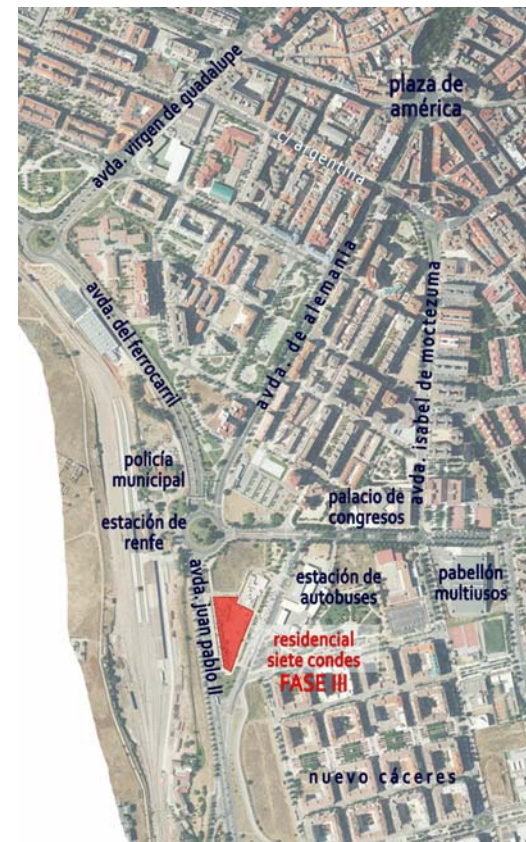 plaza de
américa
avda. virgen de guadalupe
c/ argentina
avda. de alemania
avda. isabel de moctezuma
avda. del ferrocarril
policía
municipal
palacio de
congresos
estación de
renfe
avda. juan pablo II
estación de
autobuses
pabellón
multiusos
residencial
siete condes
FASE III
nuevo cáceres